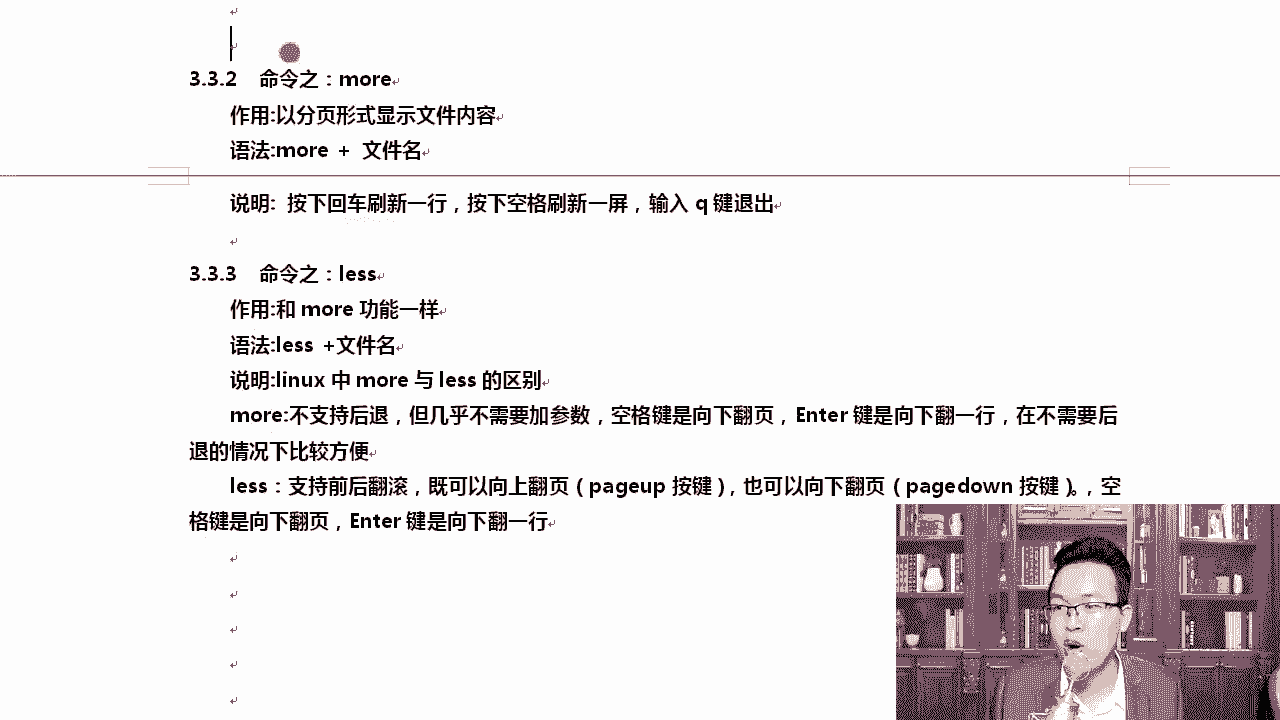 3.3.2 命令之：more
作用:以分页形式显示文件内容
语法:more + 文件名
说明: 按下回车刷新一行，按下空格刷新一屏，输入 q 键退出
3.3.3 命令之：less
作用:和 more 功能一样
语法:less +文件名
说明:linux 中 more 与 less 的区别
more:不支持后退，但几乎不需要加参数，空格键是向下翻页，Enter 键是向下翻一行，在不需要后
退的情况下比较方便
less：支持前后翻滚，既可以向上翻页（pageup 按键），也可以向下翻页（pagedown 按键）。，空
格键是向下翻页，Enter 键是向下翻一行